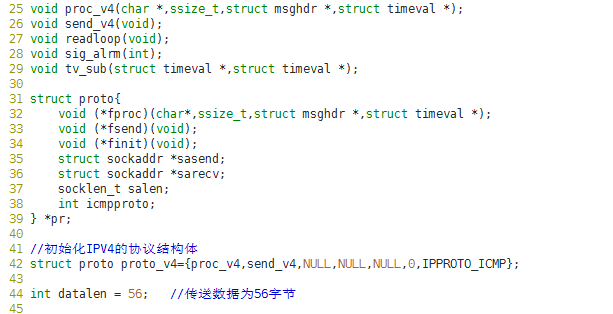 25 void proc_v4(char *,ssize_t,struct msghdr *,struct timeval *);
26 void send_v4(void);
27 void readloop(void);
28 void sig_alrm(int);
29 void tv_sub(struct timeval *,struct timeval *);
30
31 struct proto{
32     void (*fproc)(char*,ssize_t,struct msghdr *,struct timeval *);
33     void (*fsend)(void);
34     void (*finit)(void);
35     struct sockaddr *sasend;
36     struct sockaddr *sarecv;
37     socklen_t salen;
38     int icmpproto;
39 } *pr;
40
41 //初始化IPV4的协议结构体
42 struct proto proto_v4={proc_v4,send_v4,NULL,NULL,NULL,0,IPPROTO_ICMP};
43
44 int datalen = 56;   //传送数据为56字节
45